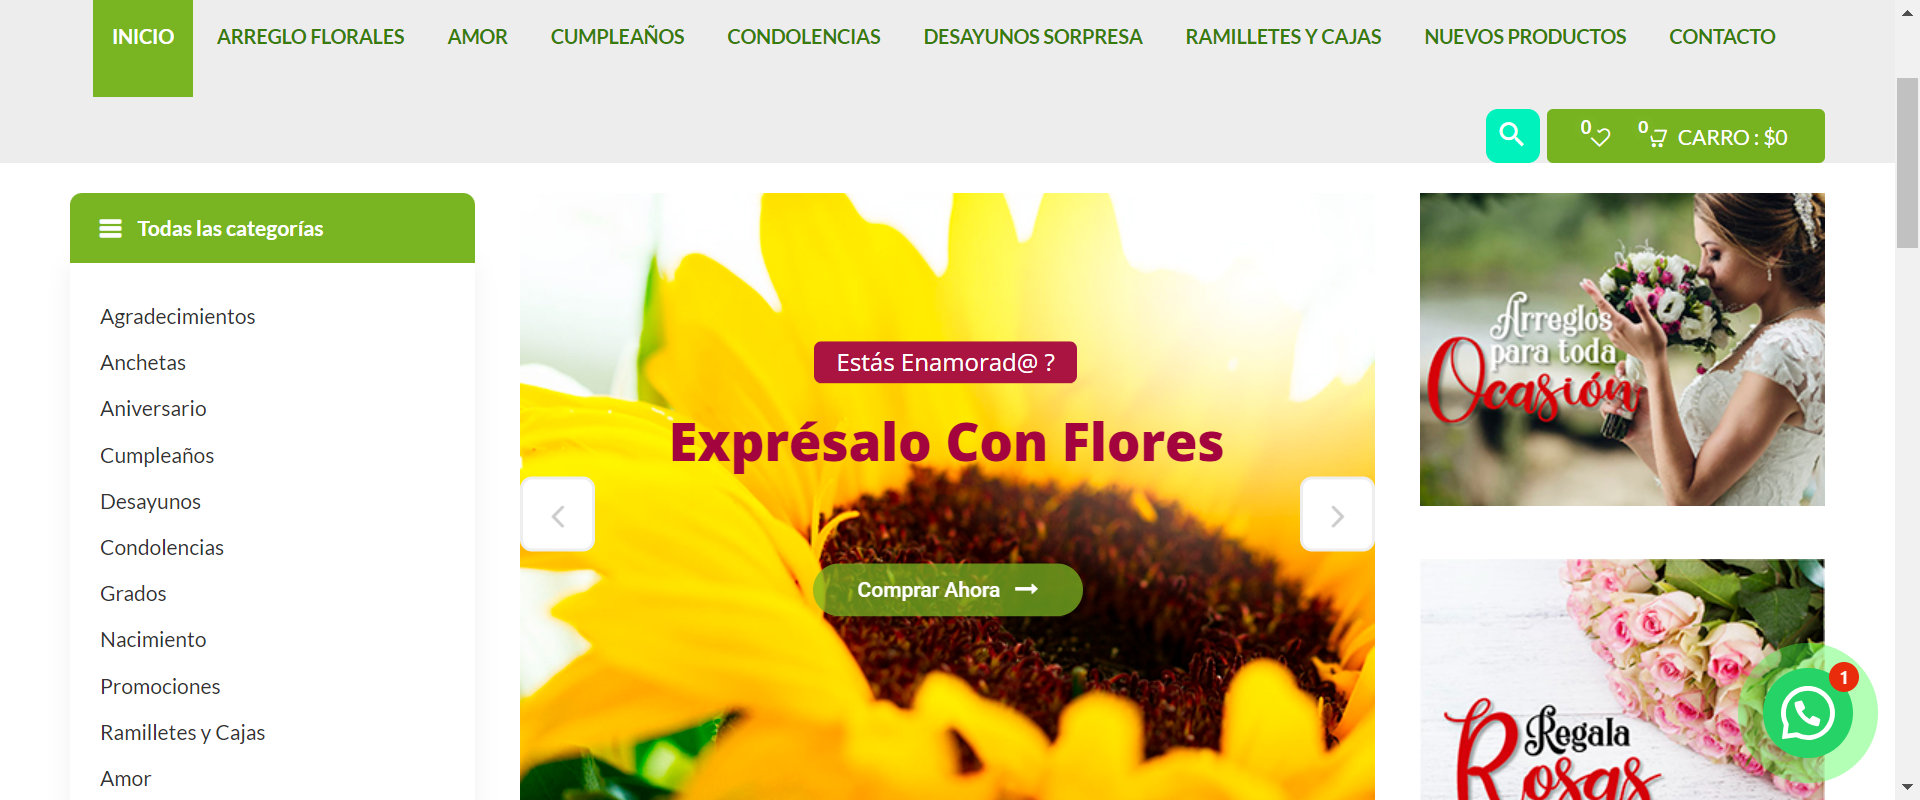 INICIO
ARREGLO FLORALES
AMOR
CUMPLEAÑOS
CONDOLENCIAS
DESAYUNOS SORPRESA
RAMILLETES Y CAJAS
NUEVOS PRODUCTOS
CONTACTO
0
0
CARRO : $0
Todas las categorías
Agradecimientos
Anchetas
Aniversario
Cumpleaños
Desayunos
Condolencias
Grados
Nacimiento
Promociones
Ramilletes y Cajas
Amor
Estás Enamorad@ ?
Exprésalo Con Flores
Comprar Ahora
Arreglos
para toda
Ocasión
Regala
Rosas
1